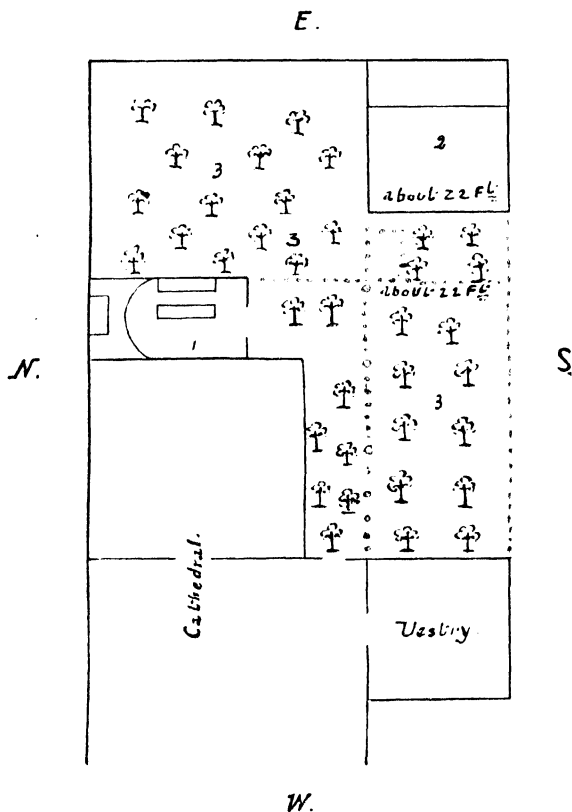 E.
2
3
about 22 Ft
3
about 22 Ft
N.
1
S.
3
Cathedral.
Vestry
W.